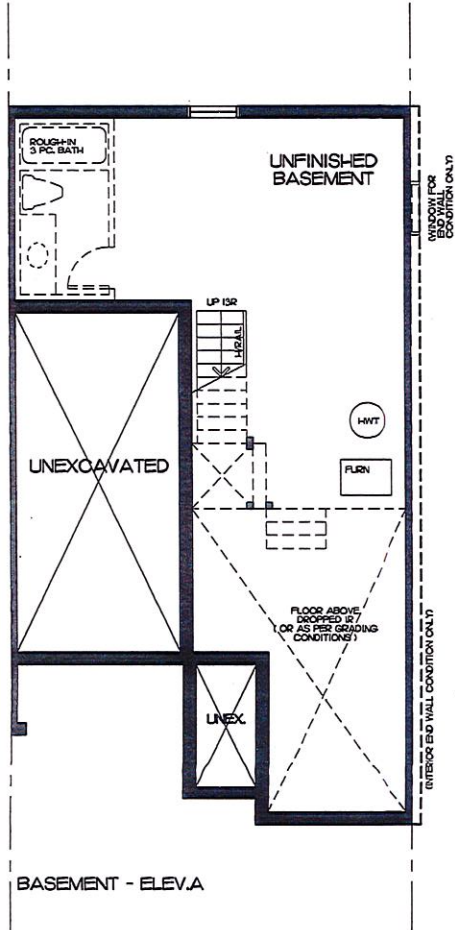 ROUGH-IN
3 PC. BATH
UNFINISHED
BASEMENT
(WINDOW FOR
END WALL
CONDITION ONLY)
UP 13R
H-RAIL
HWT
FURN
UNEXCAVATED
FLOOR ABOVE
DROPPED 1R
( OR AS PER GRADING
CONDITIONS )
UNEX.
(INTERIOR END WALL CONDITION ONLY)
BASEMENT - ELEV.A